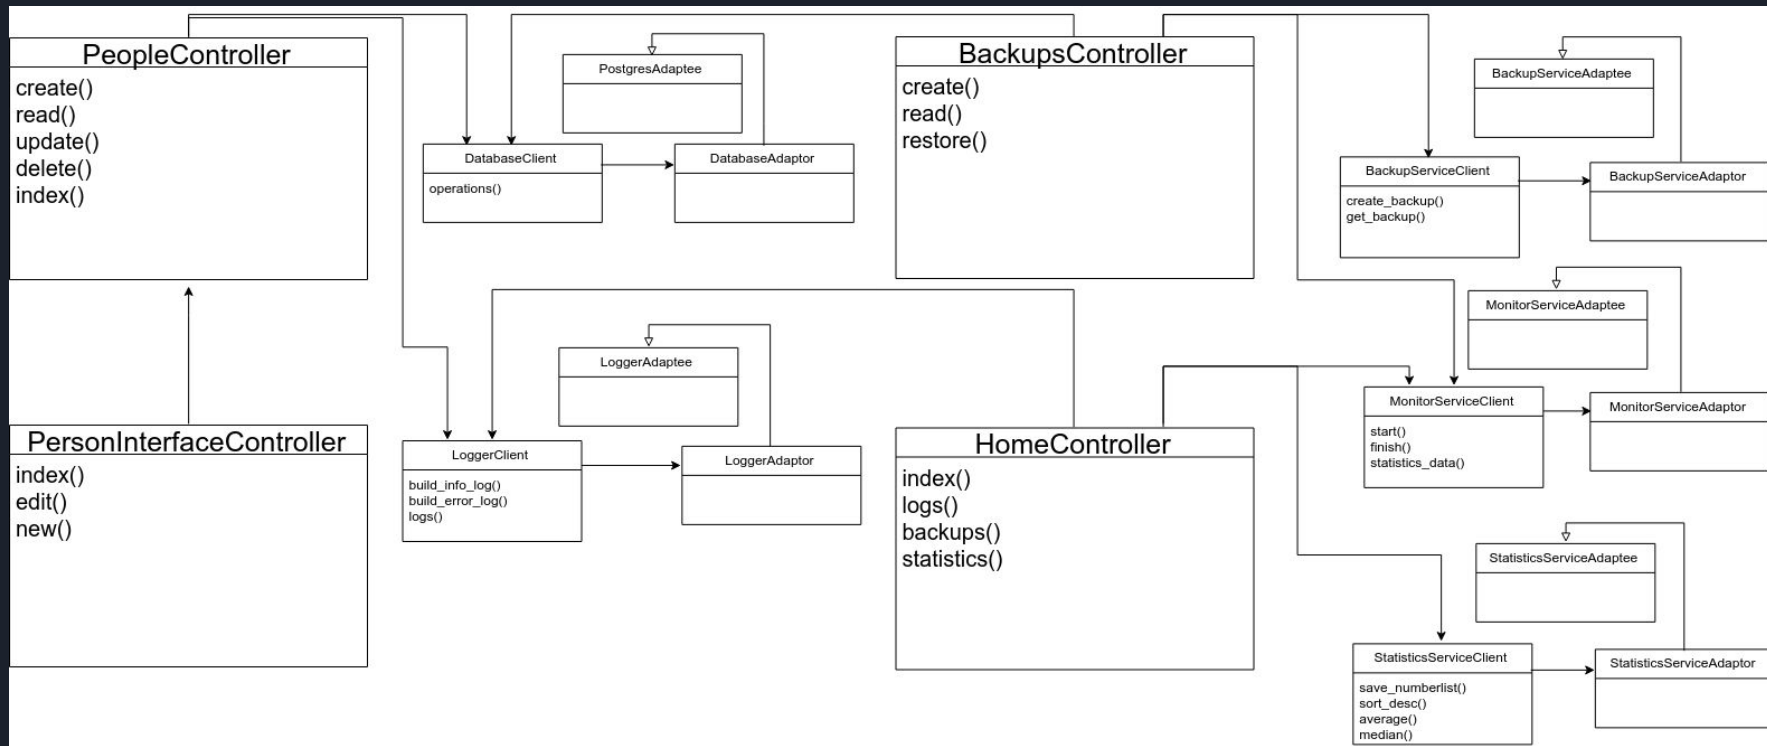 PeopleController
create()
read()
update()
delete()
index()
PostgresAdaptee
DatabaseClient
operations()
DatabaseAdaptor
BackupsController
create()
read()
restore()
BackupServiceAdaptee
BackupServiceClient
create_backup()
get_backup()
BackupServiceAdaptor
PersonInterfaceController
index()
edit()
new()
LoggerAdaptee
LoggerClient
build_info_log()
build_error_log()
logs()
LoggerAdaptor
HomeController
index()
logs()
backups()
statistics()
MonitorServiceAdaptee
MonitorServiceClient
start()
finish()
statistics_data()
MonitorServiceAdaptor
StatisticsServiceAdaptee
StatisticsServiceClient
save_numberlist()
sort_desc()
average()
median()
StatisticsServiceAdaptor